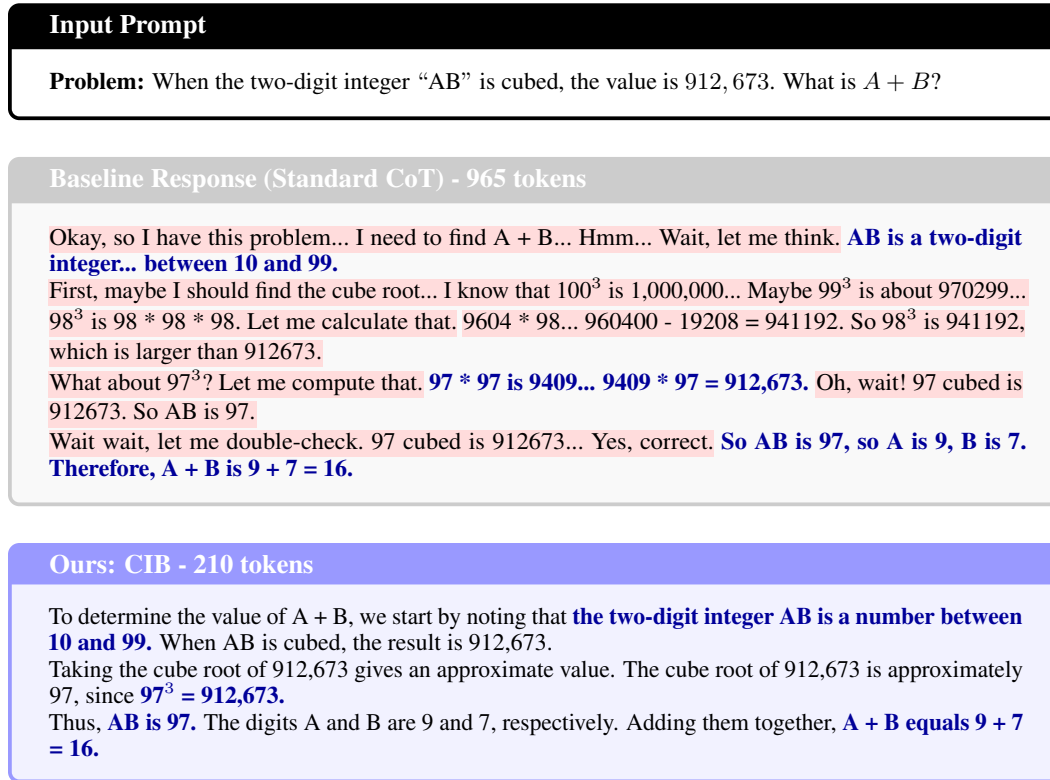 Input Prompt
Problem: When the two-digit integer “AB” is cubed, the value is 912, 673. What is A + B?
Baseline Response (Standard CoT) - 965 tokens
Okay, so I have this problem... I need to find A + B... Hmm... Wait, let me think. AB is a two-digit
integer... between 10 and 99.
First, maybe I should find the cube root... I know that 100³ is 1,000,000... Maybe 99³ is about 970299...
98³ is 98 * 98 * 98. Let me calculate that. 9604 * 98... 960400 - 19208 = 941192. So 98³ is 941192,
which is larger than 912673.
What about 97³? Let me compute that. 97 * 97 is 9409... 9409 * 97 = 912,673. Oh, wait! 97 cubed is
912673. So AB is 97.
Wait wait, let me double-check. 97 cubed is 912673... Yes, correct. So AB is 97, so A is 9, B is 7.
Therefore, A + B is 9 + 7 = 16.
Ours: CIB - 210 tokens
To determine the value of A + B, we start by noting that the two-digit integer AB is a number between
10 and 99. When AB is cubed, the result is 912,673.
Taking the cube root of 912,673 gives an approximate value. The cube root of 912,673 is approximately
97, since 97³ = 912,673.
Thus, AB is 97. The digits A and B are 9 and 7, respectively. Adding them together, A + B equals 9 + 7
= 16.